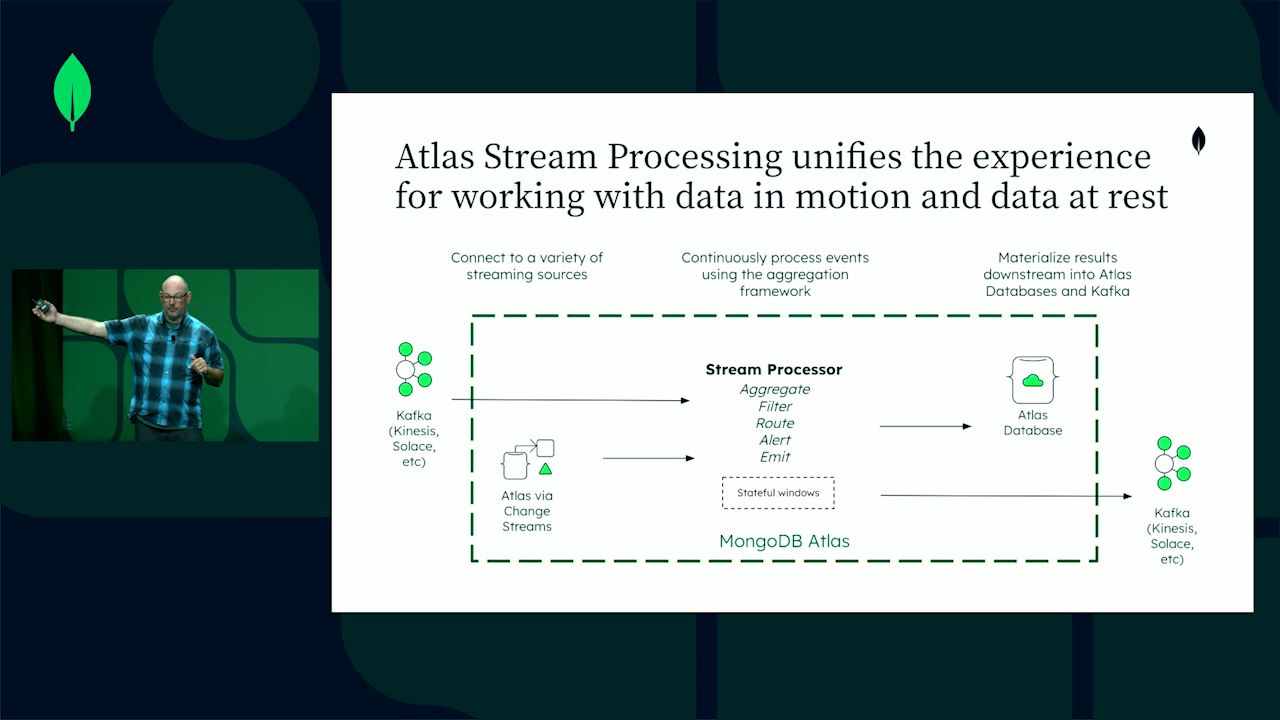 Atlas Stream Processing unifies the experience
for working with data in motion and data at rest
Connect to a variety of
streaming sources
Continuously process events
using the aggregation
framework
Materialize results
downstream into Atlas
Databases and Kafka
Kafka
(Kinesis,
Solace,
etc)
Atlas via
Change
Streams
Stream Processor
Aggregate
Filter
Route
Alert
Emit
Stateful windows
MongoDB Atlas
Atlas
Database
Kafka
(Kinesis,
Solace,
etc)